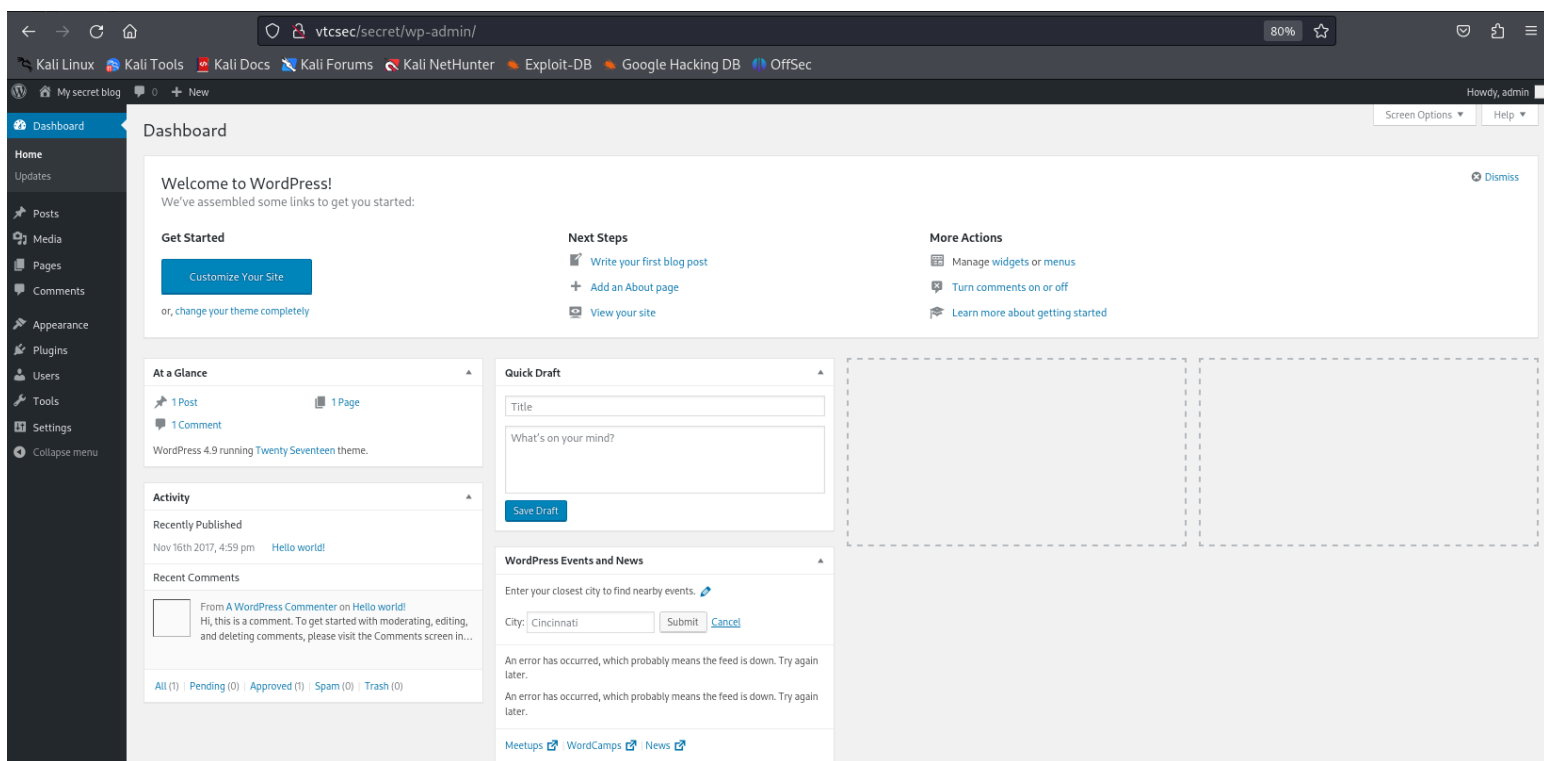 vtcsec/secret/wp-admin/
80%
Kali Linux Kali Tools Kali Docs Kali Forums Kali NetHunter Exploit-DB Google Hacking DB OffSec
My secret blog 0 New
Howdy, admin
Dashboard
Home
Updates
Posts
Media
Pages
Comments
Appearance
Plugins
Users
Tools
Settings
Collapse menu
Screen Options Help
Dashboard
Welcome to WordPress!
Dismiss
We've assembled some links to get you started:
Get Started
Customize Your Site
or, change your theme completely
Next Steps
Write your first blog post
Add an About page
View your site
More Actions
Manage widgets or menus
Turn comments on or off
Learn more about getting started
At a Glance
1 Post 1 Page
1 Comment
WordPress 4.9 running Twenty Seventeen theme.
Activity
Recently Published
Nov 16th 2017, 4:59 pm Hello world!
Recent Comments
From A WordPress Commenter on Hello world!
Hi, this is a comment. To get started with moderating, editing,
and deleting comments, please visit the Comments screen in…
All (1) | Pending (0) | Approved (1) | Spam (0) | Trash (0)
Quick Draft
Title
What's on your mind?
Save Draft
WordPress Events and News
Enter your closest city to find nearby events.
City: Cincinnati Submit Cancel
An error has occurred, which probably means the feed is down. Try again
later.
An error has occurred, which probably means the feed is down. Try again
later.
Meetups | WordCamps | News